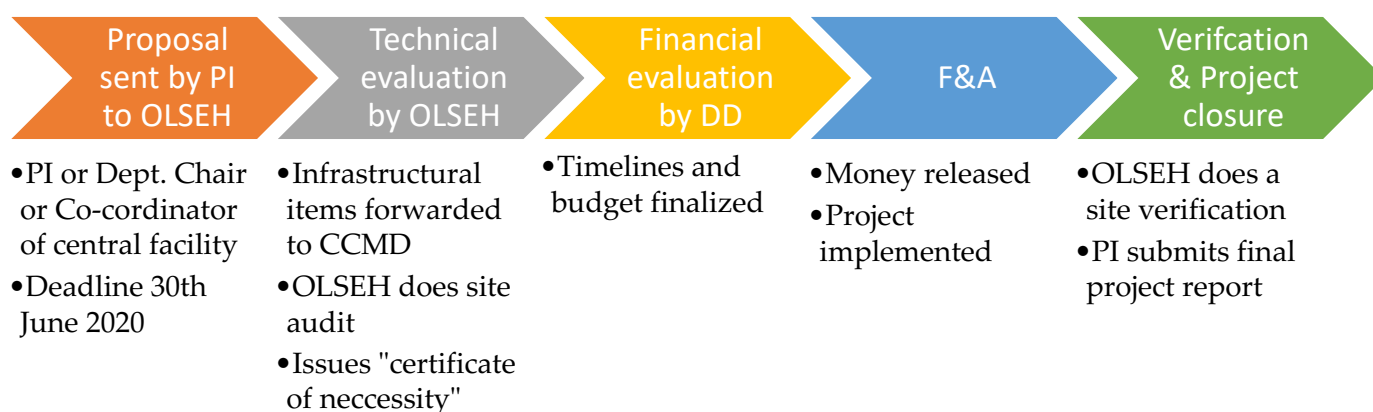 Proposal
sent by PI
to OLSEH
Technical
evaluation
by OLSEH
Financial
evaluation
by DD
F&A
Verifcation
& Project
closure
•PI or Dept. Chair
or Co-cordinator
of central facility
•Deadline 30th
June 2020
•Infrastructural
items forwarded
to CCMD
•OLSEH does site
audit
•Issues "certificate
of neccessity"
•Timelines and
budget finalized
•Money released
•Project
implemented
•OLSEH does a
site verification
•PI submits final
project report